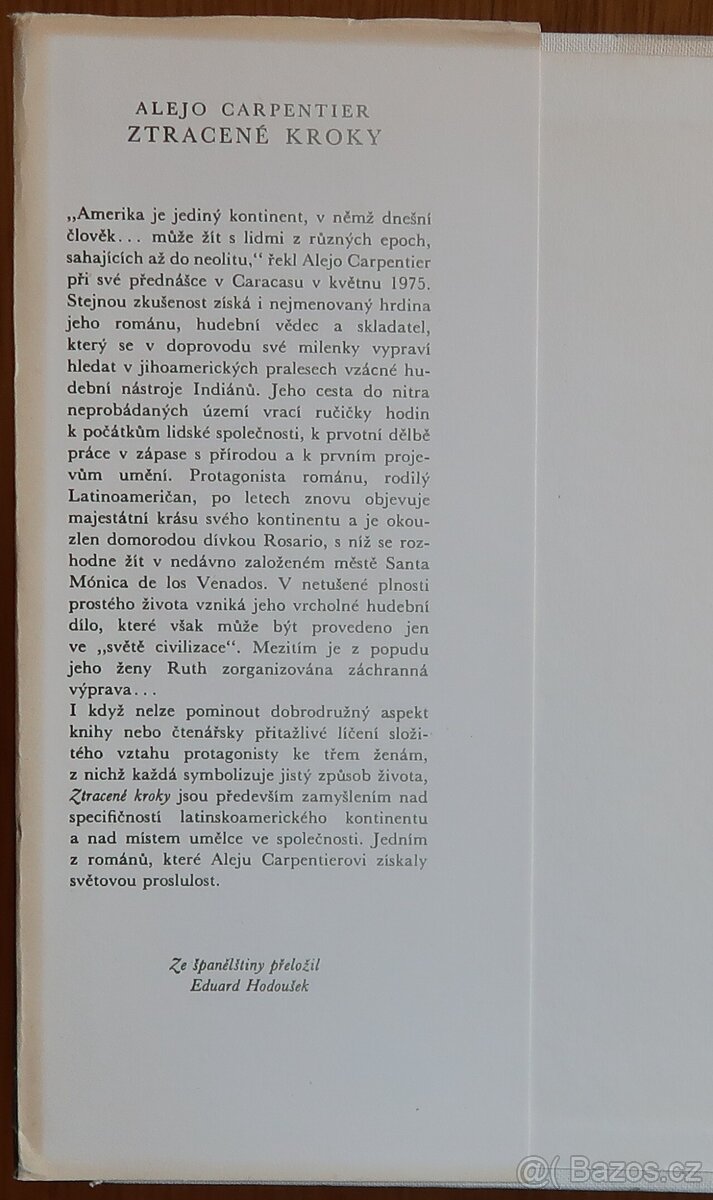 ALEJO CARPENTIER
ZTRACENÉ KROKY
„Amerika je jediný kontinent, v němž dnešní
člověk... může žít s lidmi z různých epoch,
sahajících až do neolitu,“ řekl Alejo Carpentier
při své přednášce v Caracasu v květnu 1975.
Stejnou zkušenost získá i nejmenovaný hrdina
jeho románu, hudební vědec a skladatel,
který se v doprovodu své milenky vypraví
hledat v jihoamerických pralesech vzácné hu-
dební nástroje Indiánů. Jeho cesta do nitra
neprobádaných území vrací ručičky hodin
k počátkům lidské společnosti, k prvotní dělbě
práce v zápase s přírodou a k prvním proje-
vům umění. Protagonista románu, rodilý
Latinoameričan, po letech znovu objevuje
majestátní krásu svého kontinentu a je okou-
zlen domorodou dívkou Rosario, s níž se roz-
hodne žít v nedávno založeném městě Santa
Mónica de los Venados. V netušené plnosti
prostého života vzniká jeho vrcholné hudební
dílo, které však může být provedeno jen
ve „světě civilizace“. Mezitím je z popudu
jeho ženy Ruth zorganizována záchranná
výprava...
I když nelze pominout dobrodružný aspekt
knihy nebo čtenářsky přitažlivé líčení slo­ži-
tého vztahu protagonisty ke třem ženám,
z nichž každá symbolizuje jistý způsob života,
Ztracené kroky jsou především zamyšlením nad
specifičností latinskoamerického kontinentu
a nad místem umělce ve společnosti. Jedním
z románů, které Aleju Carpentierovi získaly
světovou proslulost.
Ze španělštiny přeložil
Eduard Hodoušek
@( Bazos.cz